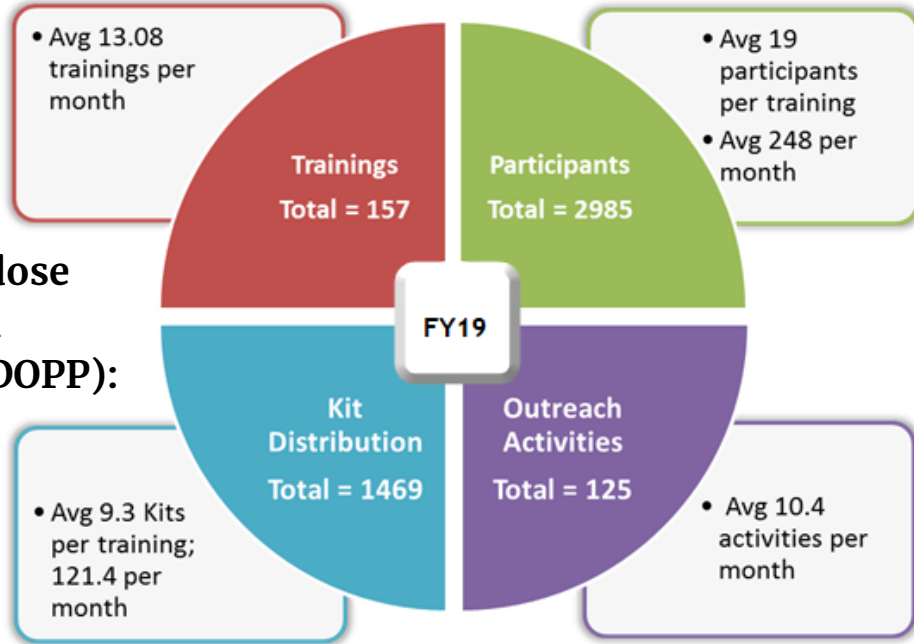 • Avg 13.08
trainings per
month
• Avg 19
participants
per training
• Avg 248 per
month
Trainings
Total = 157
Participants
Total = 2985
lose
DOPP):
FY19
Kit
Distribution
Total = 1469
Outreach
Activities
Total = 125
• Avg 9.3 Kits
per training;
121.4 per
month
• Avg 10.4
activities per
month